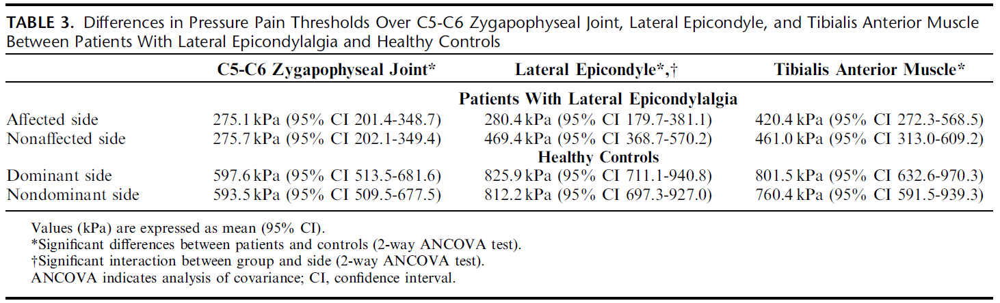 TABLE 3. Differences in Pressure Pain Thresholds Over C5-C6 Zygapophyseal Joint, Lateral Epicondyle, and Tibialis Anterior Muscle
Between Patients With Lateral Epicondylalgia and Healthy Controls
C5-C6 Zygapophyseal Joint* Lateral Epicondyle*,† Tibialis Anterior Muscle*
Patients With Lateral Epicondylalgia
Affected side 275.1 kPa (95% CI 201.4-348.7) 280.4 kPa (95% CI 179.7-381.1) 420.4 kPa (95% CI 272.3-568.5)
Nonaffected side 275.7 kPa (95% CI 202.1-349.4) 469.4 kPa (95% CI 368.7-570.2) 461.0 kPa (95% CI 313.0-609.2)
Healthy Controls
Dominant side 597.6 kPa (95% CI 513.5-681.6) 825.9 kPa (95% CI 711.1-940.8) 801.5 kPa (95% CI 632.6-970.3)
Nondominant side 593.5 kPa (95% CI 509.5-677.5) 812.2 kPa (95% CI 697.3-927.0) 760.4 kPa (95% CI 591.5-939.3)
Values (kPa) are expressed as mean (95% CI).
*Significant differences between patients and controls (2-way ANCOVA test).
†Significant interaction between group and side (2-way ANCOVA test).
ANCOVA indicates analysis of covariance; CI, confidence interval.